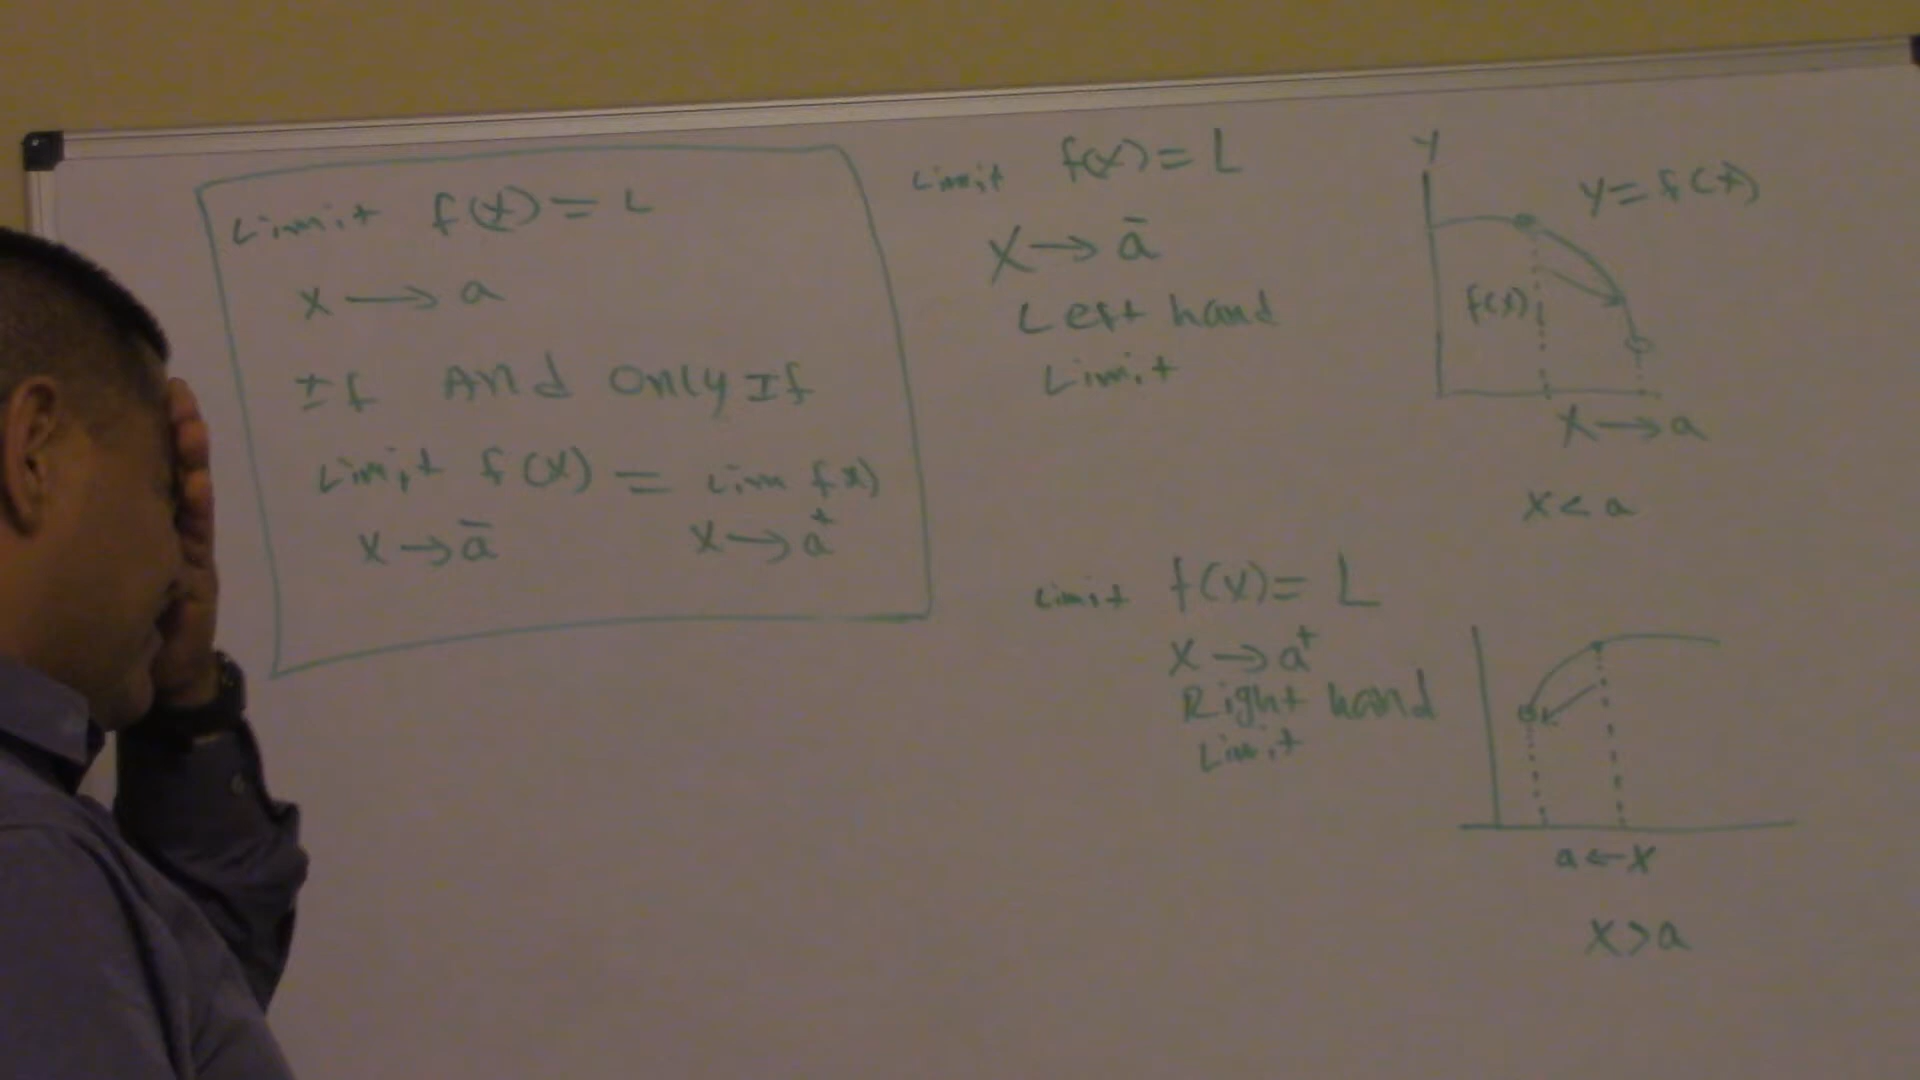 Limit f(x) = L
x → a
If And Only If
Limit f(x) = Lim f(x)
x → a⁻ x → a⁺
Limit f(x) = L
x → a⁻
Left hand
Limit
Y
y = f(x)
f(x)
x → a
x < a
Limit f(x) = L
x → a⁺
Right hand
Limit
a ← x
x > a